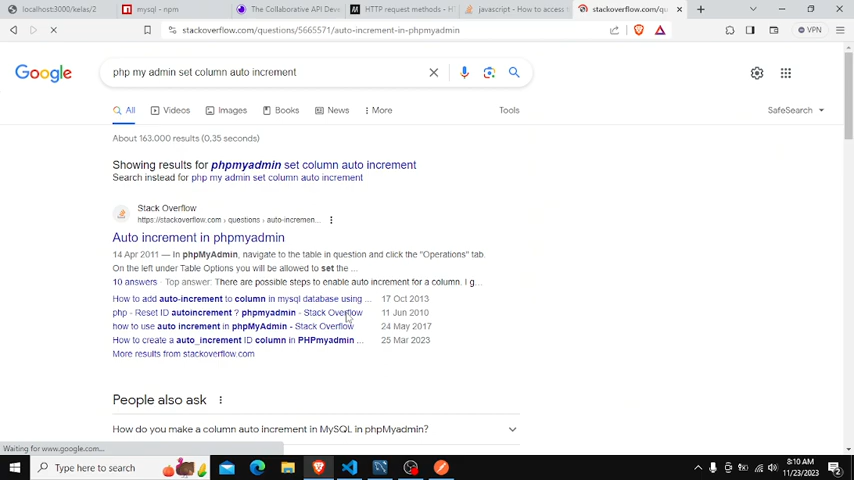 localhost:3000/kelas/2
mysql - npm
The Collaborative API Deve
HTTP request methods - HT
javascript - How to access
stackoverflow.com/qu
stackoverflow.com/questions/5665571/auto-increment-in-phpmyadmin
VPN
Google
php my admin set column auto increment
All
Videos
Images
Books
News
More
Tools
SafeSearch
About 163.000 results (0.35 seconds)
Showing results for phpmyadmin set column auto increment
Search instead for php my admin set column auto increment
Stack Overflow
https://stackoverflow.com › questions › auto-incremen...
Auto increment in phpmyadmin
14 Apr 2011 — In phpMyAdmin, navigate to the table in question and click the "Operations" tab.
On the left under Table Options you will be allowed to set the ...
10 answers · Top answer: There are possible steps to enable auto increment for a column. I g...
How to add auto-increment to column in mysql database using ... 17 Oct 2013
php - Reset ID autoincrement ? phpmyadmin - Stack Overflow 11 Jun 2010
how to use auto increment in phpMyAdmin - Stack Overflow 24 May 2017
How to create a auto_increment ID column in PHPmyadmin ... 25 Mar 2023
More results from stackoverflow.com
People also ask
How do you make a column auto increment in MySQL in phpMyadmin?
Waiting for www.google.com...
Type here to search
8:10 AM
11/23/2023
2